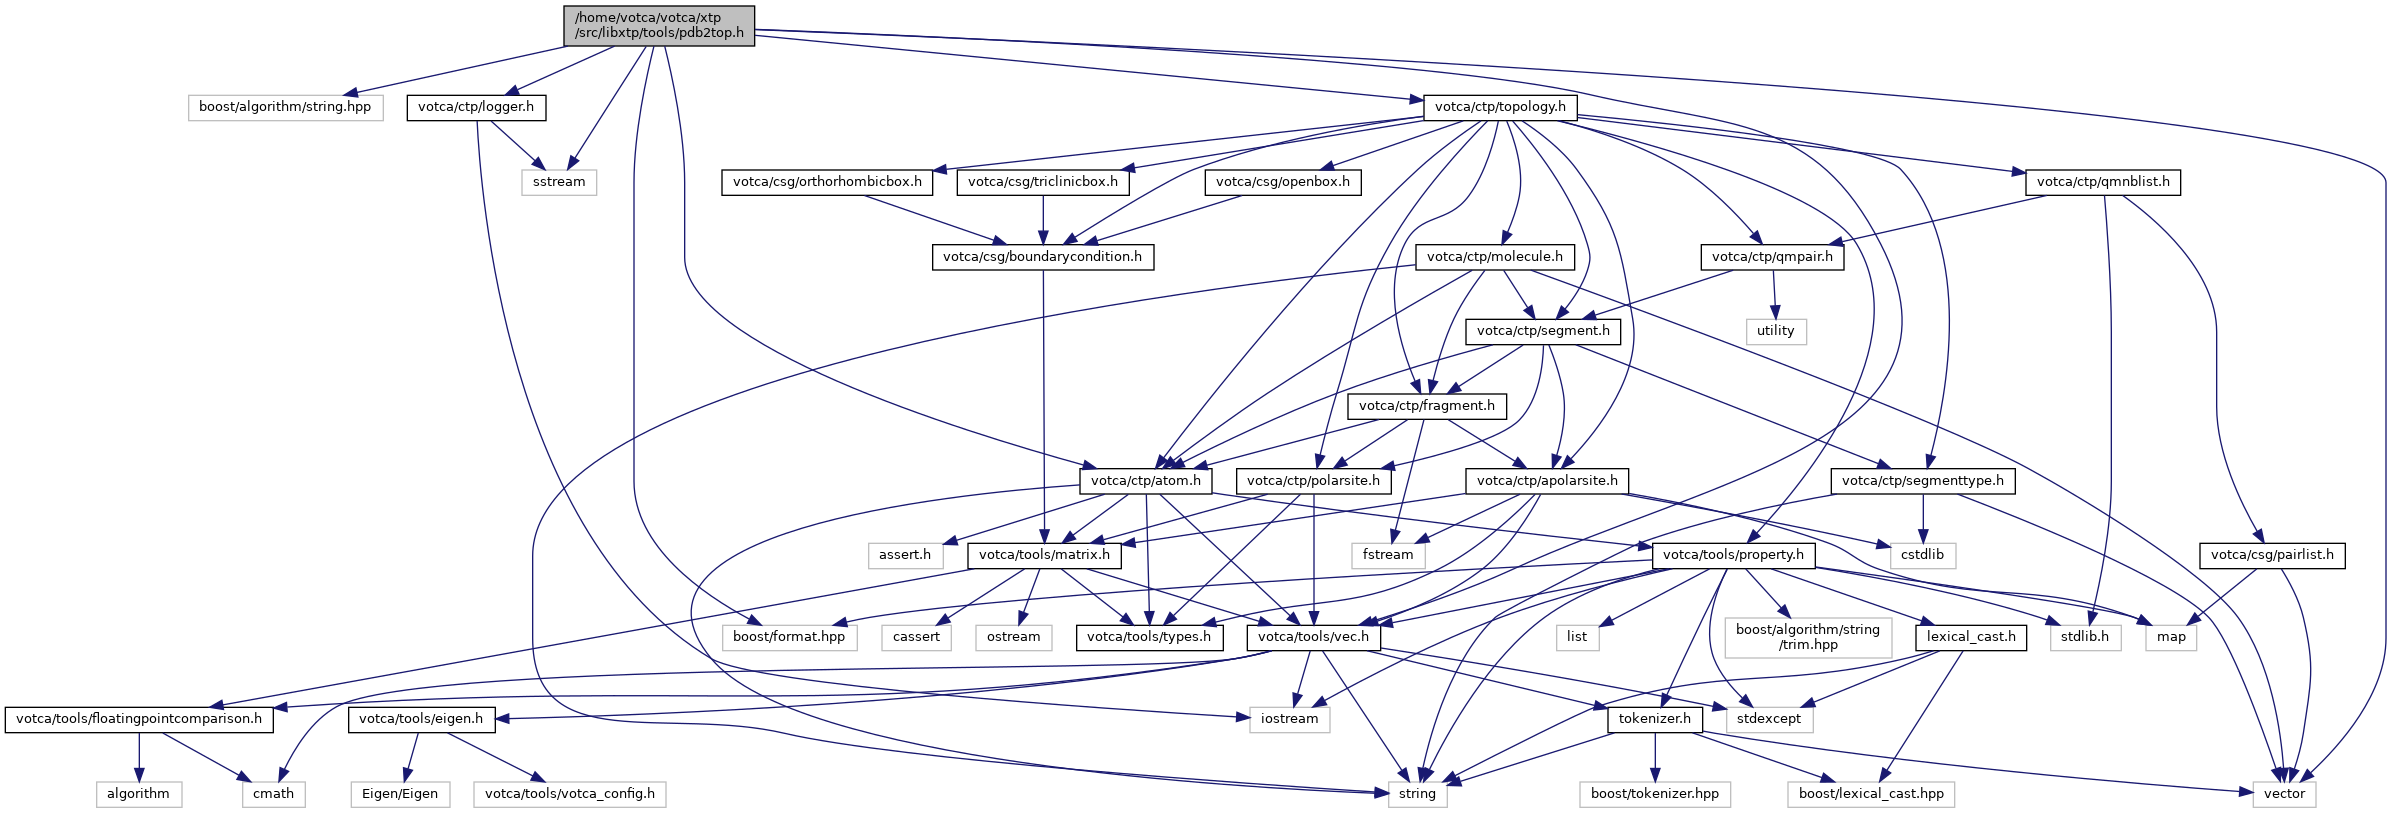 /home/votca/votca/xtp
/src/libxtp/tools/pdb2top.h
boost/algorithm/string.hpp
votca/ctp/logger.h
votca/ctp/topology.h
sstream
votca/csg/orthorhombicbox.h
votca/csg/triclinicbox.h
votca/csg/openbox.h
votca/ctp/qmnblist.h
votca/csg/boundarycondition.h
votca/ctp/molecule.h
votca/ctp/qmpair.h
votca/ctp/segment.h
utility
votca/ctp/fragment.h
votca/ctp/atom.h
votca/ctp/polarsite.h
votca/ctp/apolarsite.h
votca/ctp/segmenttype.h
assert.h
votca/tools/matrix.h
fstream
votca/tools/property.h
cstdlib
votca/csg/pairlist.h
boost/format.hpp
cassert
ostream
votca/tools/types.h
votca/tools/vec.h
list
boost/algorithm/string
/trim.hpp
lexical_cast.h
stdlib.h
map
votca/tools/floatingpointcomparison.h
votca/tools/eigen.h
iostream
tokenizer.h
stdexcept
algorithm
cmath
Eigen/Eigen
votca/tools/votca_config.h
string
boost/tokenizer.hpp
boost/lexical_cast.hpp
vector